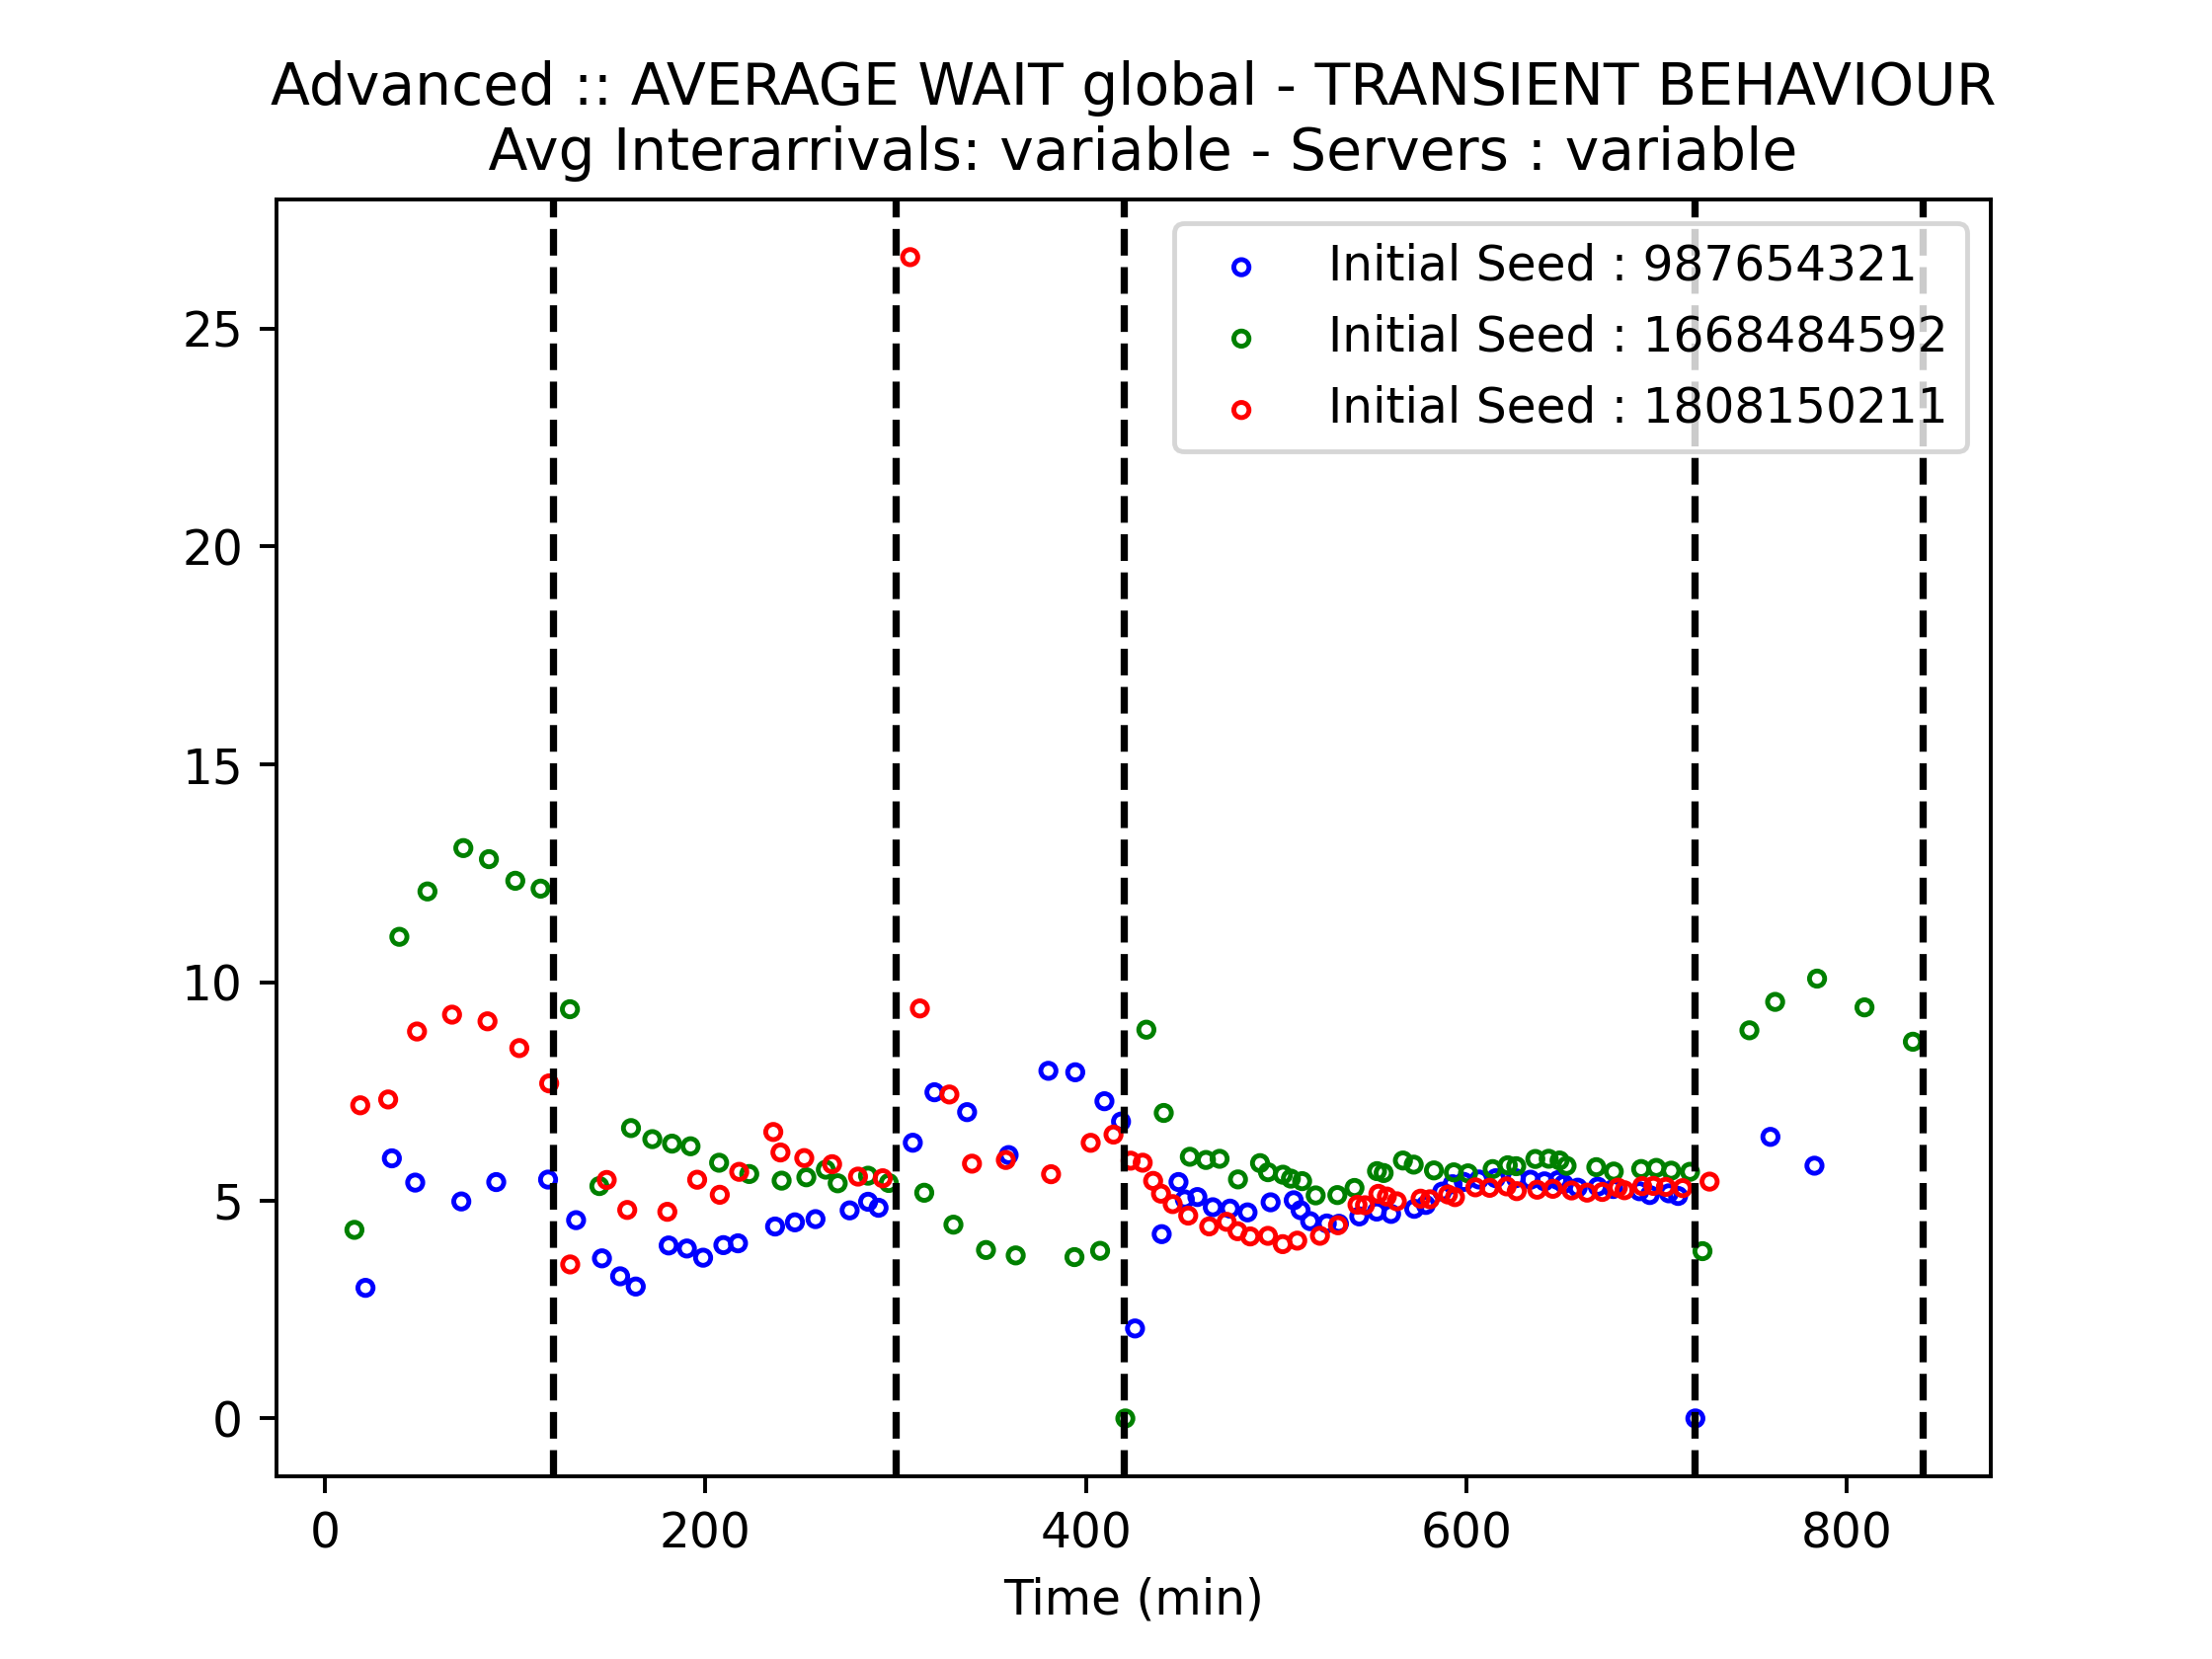 Advanced :: AVERAGE WAIT global - TRANSIENT BEHAVIOUR
Avg Interarrivals: variable - Servers : variable
Initial Seed : 987654321
Initial Seed : 1668484592
Initial Seed : 1808150211
25
20
15
10
5
0
0 200 400 600 800
Time (min)